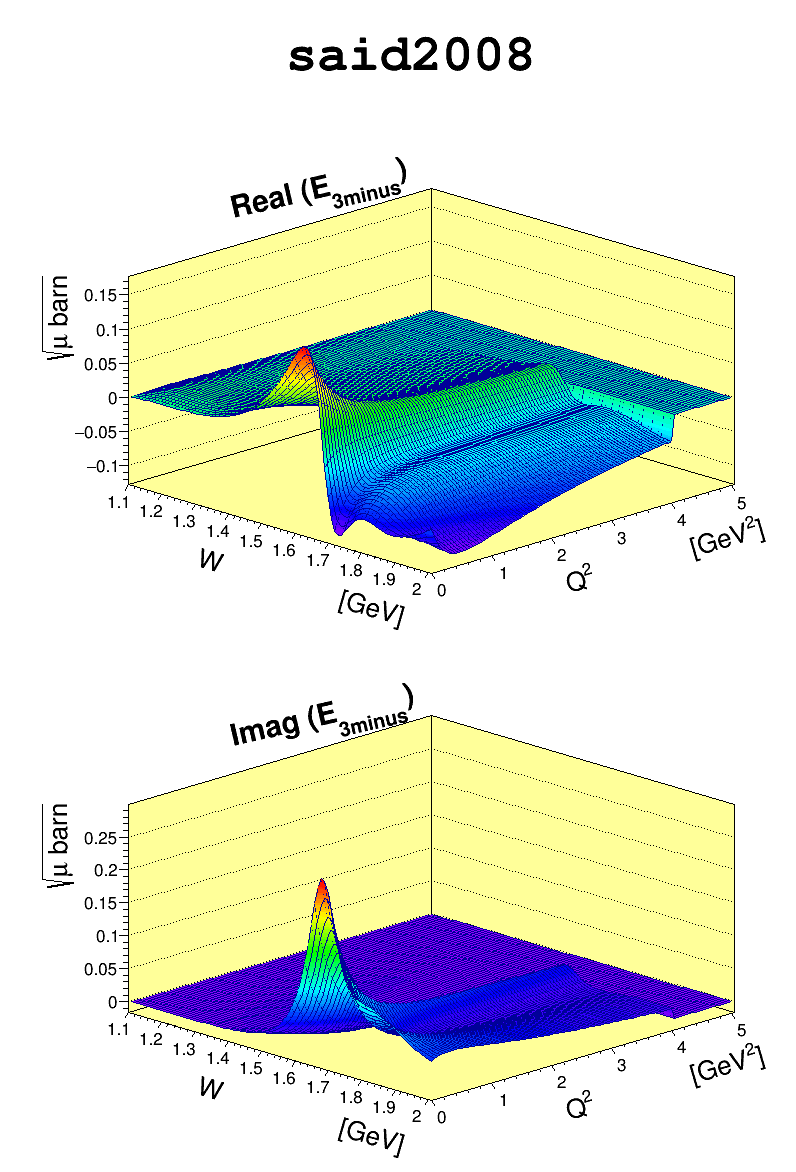 said2008
Real (E3minus)
√μ barn
0.15
0.1
0.05
0
−0.05
−0.1
1.1 1.2 1.3 1.4 1.5 1.6 1.7 1.8 1.9 2
W
[GeV]
0 1 2 3 4 5
Q2
[GeV2]
Imag (E3minus)
√μ barn
0.25
0.2
0.15
0.1
0.05
0
1.1 1.2 1.3 1.4 1.5 1.6 1.7 1.8 1.9 2
W
[GeV]
0 1 2 3 4 5
Q2
[GeV2]